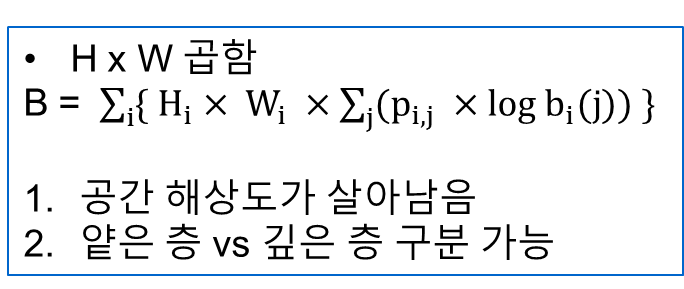 • H x W 곱함
B = ∑i{ Hi × Wi × ∑j(pi,j × log bi(j)) }
1. 공간 해상도가 살아남음
2. 얕은 층 vs 깊은 층 구분 가능